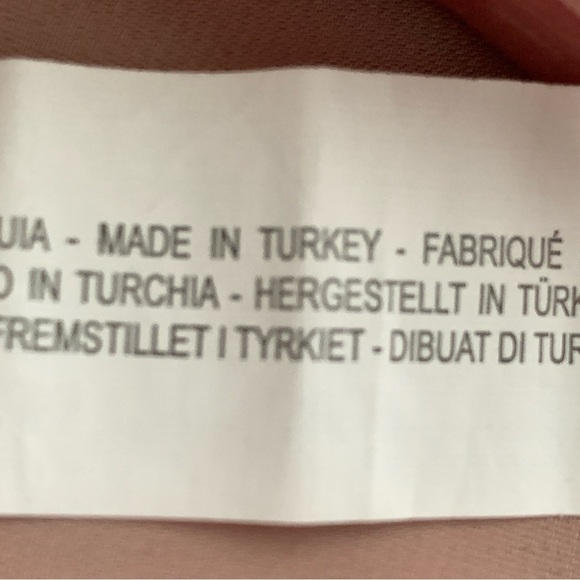 UIA - MADE IN TURKEY - FABRIQUÉ
O IN TURCHIA - HERGESTELLT IN TÜRK
FREMSTILLET I TYRKIET - DIBUAT DI TUR